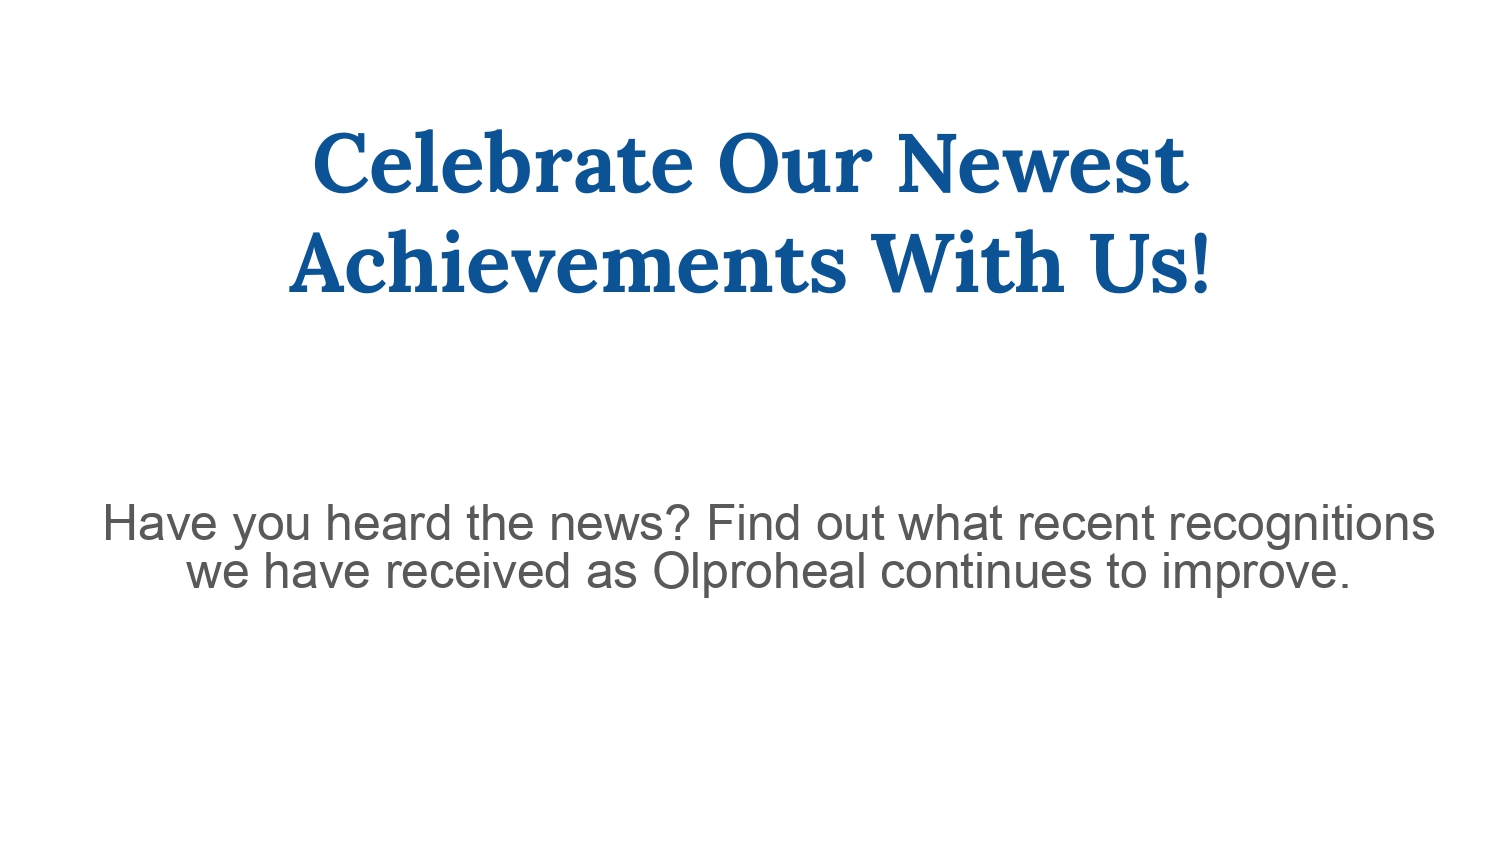 Celebrate Our Newest
Achievements With Us!
Have you heard the news? Find out what recent recognitions
we have received as Olproheal continues to improve.